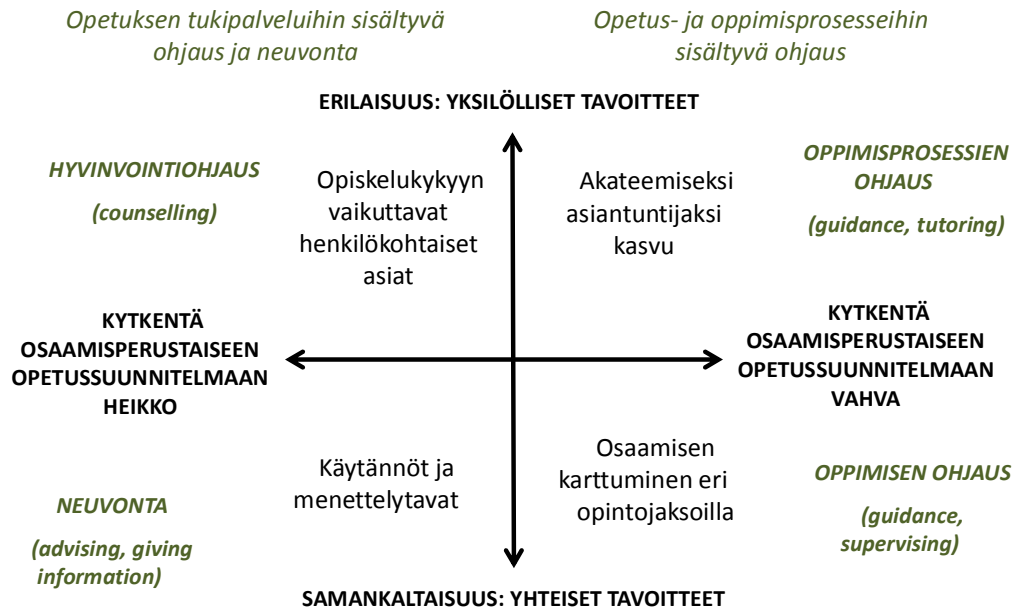 Opetuksen tukipalveluihin sisältyvä
ohjaus ja neuvonta
Opetus- ja oppimisprosesseihin
sisältyvä ohjaus
ERILAISUUS: YKSILÖLLISET TAVOITTEET
HYVINVOINTIOHJAUS
(counselling)
Opiskelukykyyn
vaikuttavat
henkilökohtaiset
asiat
Akateemiseksi
asiantuntijaksi
kasvu
OPPIMISPROSESSIEN
OHJAUS
(guidance, tutoring)
KYTKENTÄ
OSAAMISPERUSTAISEEN
OPETUSSUUNNITELMAAN
HEIKKO
KYTKENTÄ
OSAAMISPERUSTAISEEN
OPETUSSUUNNITELMAAN
VAHVA
NEUVONTA
(advising, giving
information)
Käytännöt ja
menettelytavat
Osaamisen
karttuminen eri
opintojaksoilla
OPPIMISEN OHJAUS
(guidance,
supervising)
SAMANKALTAISUUS: YHTEISET TAVOITTEET